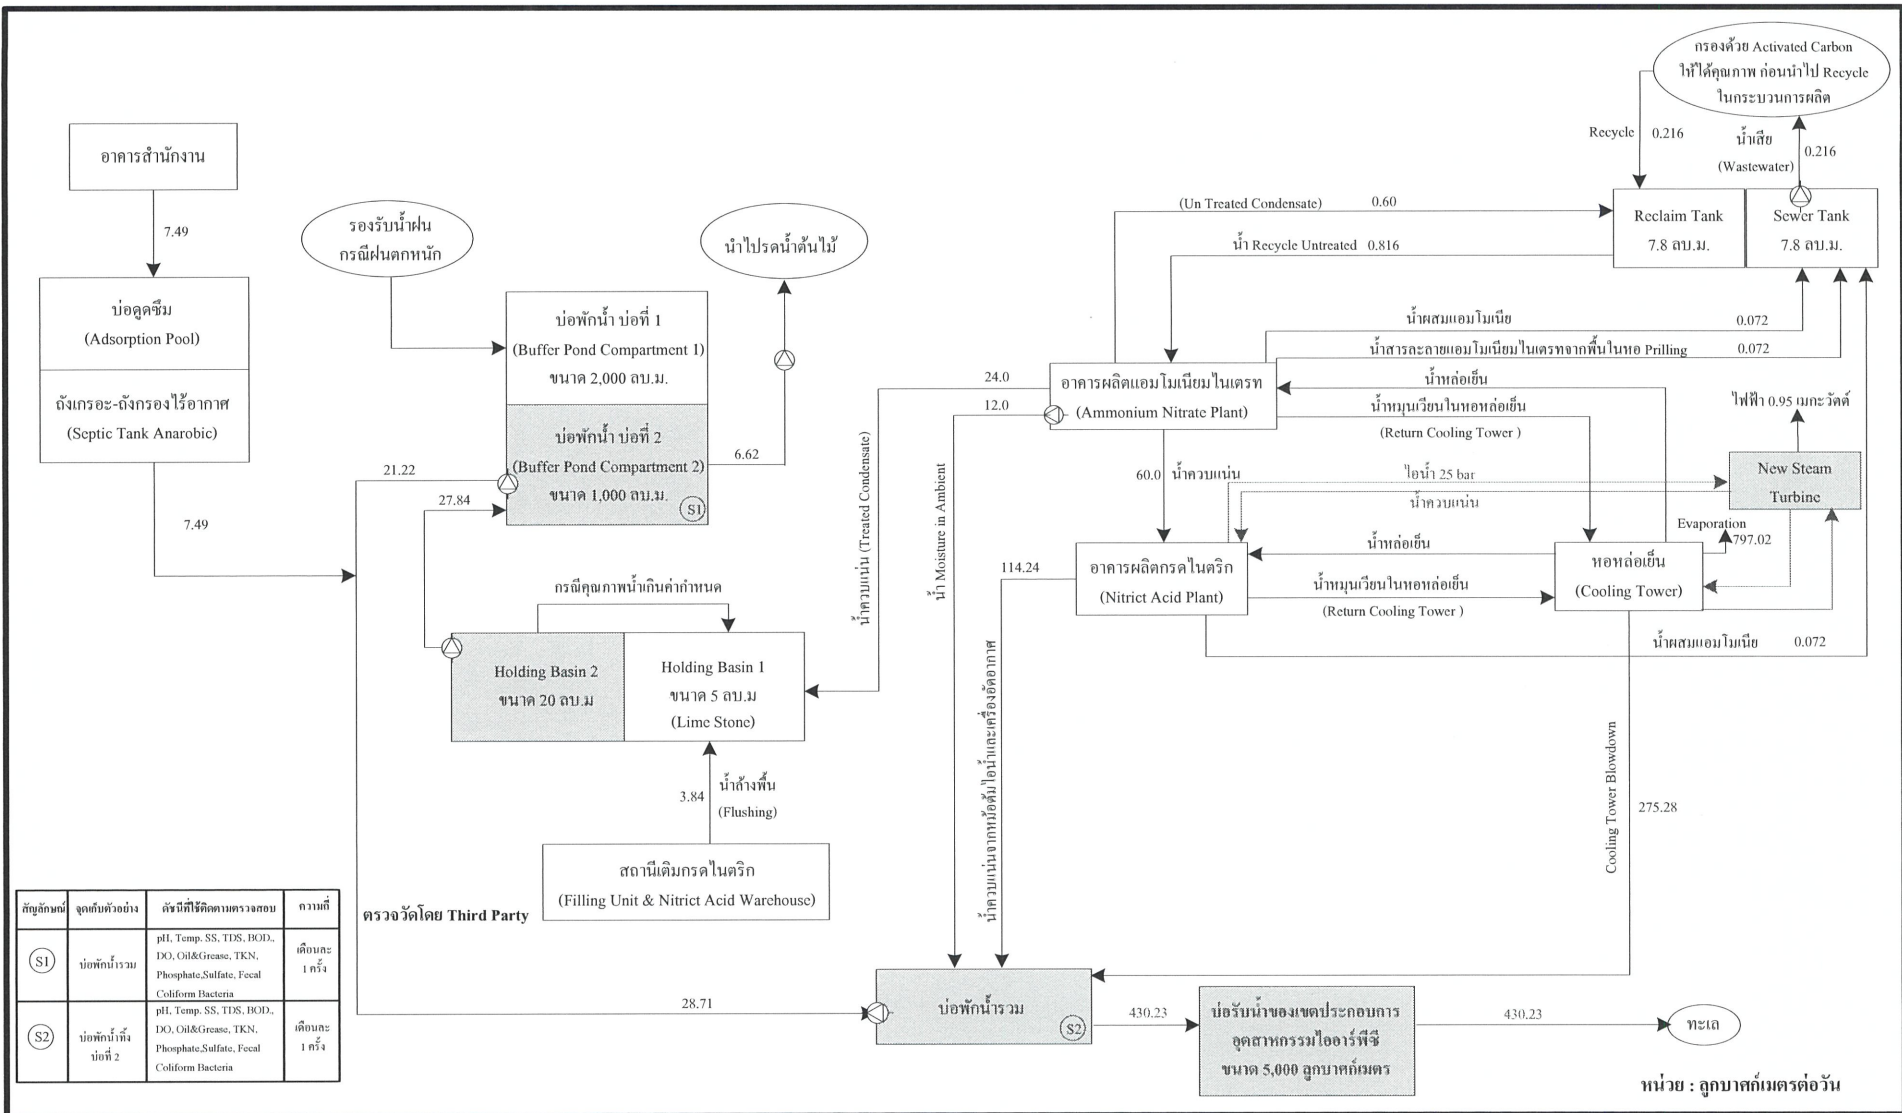 กรองด้วย Activated Carbon
ให้ได้คุณภาพ ก่อนนำไป Recycle
ในกระบวนการผลิต
Recycle 0.216
น้ำเสีย
(Wastewater)
0.216
อาคารสำนักงาน
7.49
รองรับน้ำฝน
กรณีฝนตกหนัก
นำไปรดน้ำต้นไม้
(Un Treated Condensate) 0.60
น้ำ Recycle Untreated 0.816
Reclaim Tank
7.8 ลบ.ม.
Sewer Tank
7.8 ลบ.ม.
บ่อดูดซึม
(Adsorption Pool)
ถังเกรอะ-ถังกรองไร้อากาศ
(Septic Tank Anarobic)
7.49
บ่อพักน้ำ บ่อที่ 1
(Buffer Pond Compartment 1)
ขนาด 2,000 ลบ.ม.
บ่อพักน้ำ บ่อที่ 2
(Buffer Pond Compartment 2)
ขนาด 1,000 ลบ.ม.
S1
6.62
21.22
27.84
น้ำผสมแอมโมเนีย 0.072
น้ำสารละลายแอมโมเนียมไนเตรทจากพื้นในหอ Prilling 0.072
24.0
12.0
อาคารผลิตแอมโมเนียมไนเตรท
(Ammonium Nitrate Plant)
น้ำหล่อเย็น
น้ำหมุนเวียนในหอหล่อเย็น
(Return Cooling Tower )
ไฟฟ้า 0.95 เมกะวัตต์
60.0 น้ำควบแน่น
ไอน้ำ 25 bar
น้ำควบแน่น
New Steam
Turbine
Evaporation
797.02
น้ำควบแน่น (Treated Condensate)
น้ำ Moisture in Ambient
114.24
อาคารผลิตกรดไนตริก
(Nitrict Acid Plant)
น้ำหล่อเย็น
น้ำหมุนเวียนในหอหล่อเย็น
(Return Cooling Tower )
หอหล่อเย็น
(Cooling Tower)
น้ำผสมแอมโมเนีย 0.072
กรณีคุณภาพน้ำเกินค่ากำหนด
Holding Basin 2
ขนาด 20 ลบ.ม
Holding Basin 1
ขนาด 5 ลบ.ม
(Lime Stone)
3.84
น้ำล้างพื้น
(Flushing)
น้ำควบแน่นจากหม้อต้มไอน้ำและเครื่องอัดอากาศ
Cooling Tower Blowdown
275.28
สถานีเติมกรดไนตริก
(Filling Unit & Nitrict Acid Warehouse)
ตรวจวัดโดย Third Party
สัญลักษณ์ จุดเก็บตัวอย่าง ดัชนีที่ใช้ติดตามตรวจสอบ ความถี่
S1
บ่อพักน้ำรวม
pH, Temp. SS, TDS, BOD.,
DO, Oil&Grease, TKN,
Phosphate,Sulfate, Fecal
Coliform Bacteria
เดือนละ
1 ครั้ง
S2
บ่อพักน้ำทิ้ง
บ่อที่ 2
pH, Temp. SS, TDS, BOD.,
DO, Oil&Grease, TKN,
Phosphate,Sulfate, Fecal
Coliform Bacteria
เดือนละ
1 ครั้ง
28.71
บ่อพักน้ำรวม
S2
430.23
บ่อรับน้ำของเขตประกอบการ
อุตสาหกรรมไออาร์พีซี
ขนาด 5,000 ลูกบาศก์เมตร
430.23
ทะเล
หน่วย : ลูกบาศก์เมตรต่อวัน